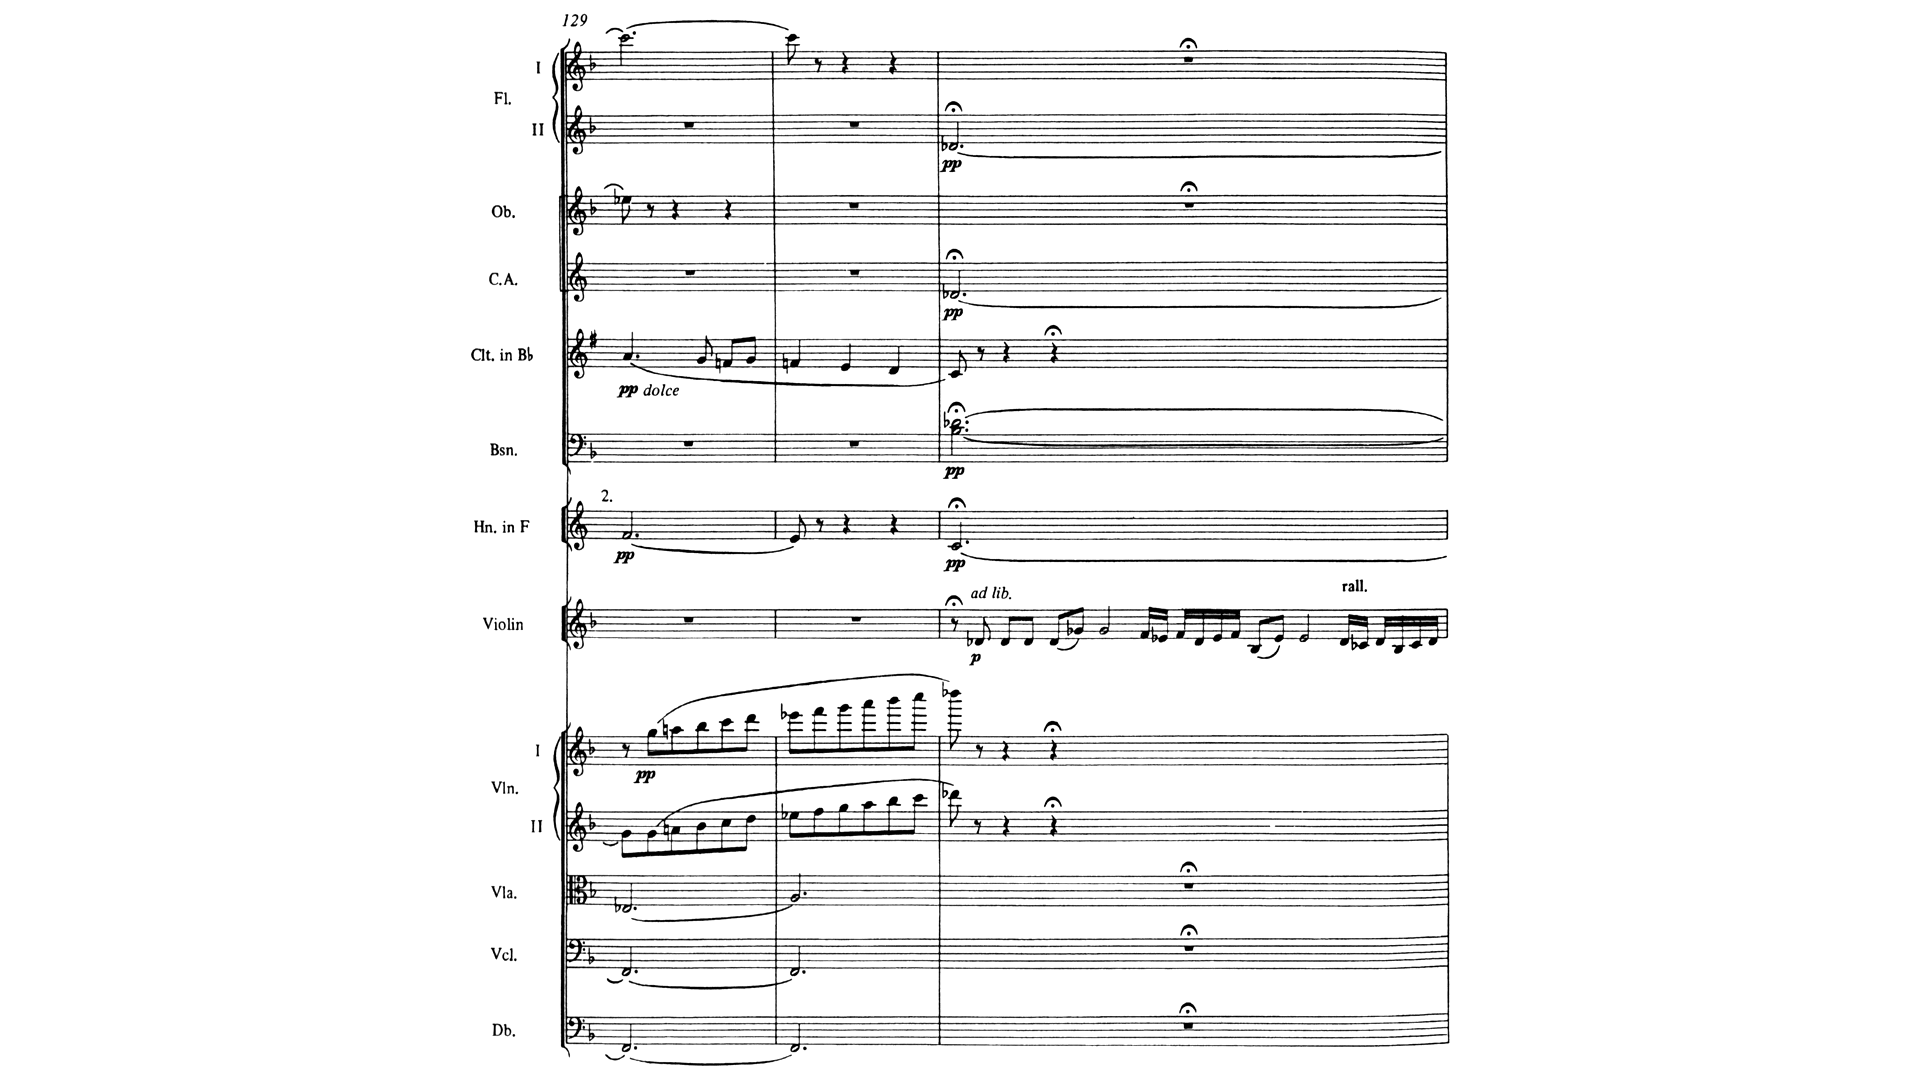 129
I
Fl.
II
pp
Ob.
C.A.
pp
Clt. in B♭
pp dolce
Bsn.
pp
2.
Hn. in F
pp
pp
rall.
ad lib.
Violin
p
I
pp
Vln.
II
Vla.
Vcl.
Db.